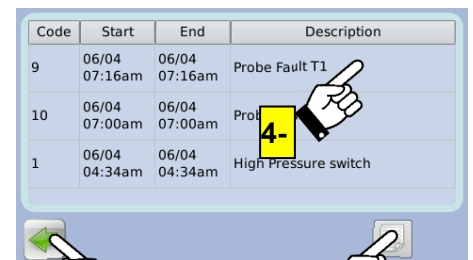 Code Start End Description
9 06/04 07:16am 06/04 07:16am Probe Fault T1
10 06/04 07:00am 06/04 07:00am
4-
1 06/04 04:34am 06/04 04:34am High Pressure switch